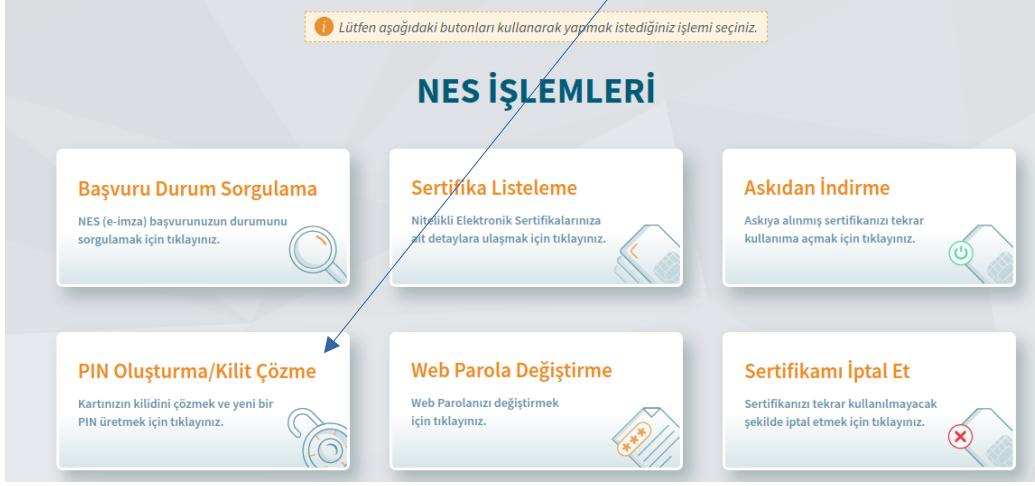 Lütfen aşağıdaki butonları kullanarak yapmak istediğiniz işlemi seçiniz.
NES İŞLEMLERİ
Başvuru Durum Sorgulama
NES (e-imza) başvurunuzun durumunu
sorgulamak için tıklayınız.
Sertifika Listeleme
Nitelikli Elektronik Sertifikalarınıza
ait detaylara ulaşmak için tıklayınız.
Askıdan İndirme
Askıya alınmış sertifikanızı tekrar
kullanıma açmak için tıklayınız.
PIN Oluşturma/Kilit Çözme
Kartınızın kilidini çözmek ve yeni bir
PIN üretmek için tıklayınız.
Web Parola Değiştirme
Web Parolanızı değiştirmek
için tıklayınız.
Sertifikamı İptal Et
Sertifikanızı tekrar kullanılmayacak
şekilde iptal etmek için tıklayınız.